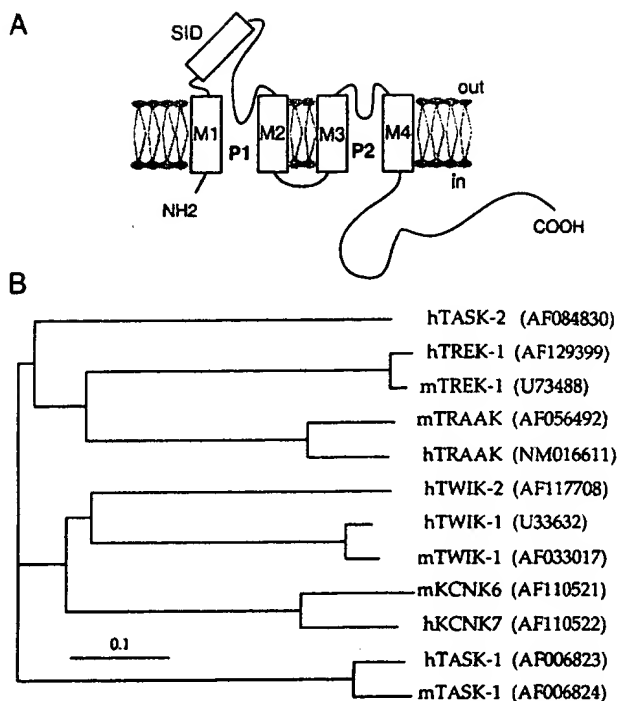 A
SID
out
M1
M2
M3
M4
P1
P2
in
NH2
COOH
B
hTASK-2 (AF084830)
hTREK-1 (AF129399)
mTREK-1 (U73488)
mTRAAK (AF056492)
hTRAAK (NM016611)
hTWIK-2 (AF117708)
hTWIK-1 (U33632)
mTWIK-1 (AF033017)
mKCNK6 (AF110521)
hKCNK7 (AF110522)
0.1
hTASK-1 (AF006823)
mTASK-1 (AF006824)